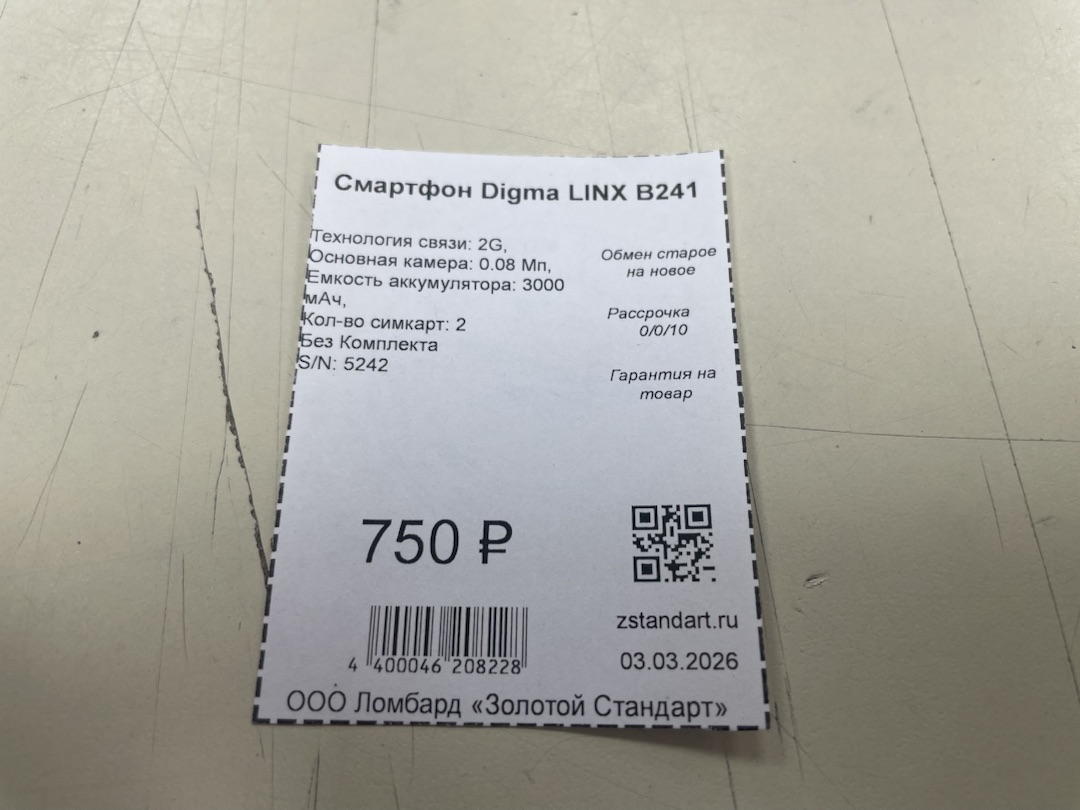 Смартфон Digma LINX B241
Технология связи: 2G,
Основная камера: 0.08 Мп,
Емкость аккумулятора: 3000
мАч,
Кол-во симкарт: 2
Без Комплекта
S/N: 5242
Обмен старое
на новое
Рассрочка
0/0/10
Гарантия на
товар
750 ₽
4 400046 208228
zstandart.ru
03.03.2026
ООО Ломбард «Золотой Стандарт»